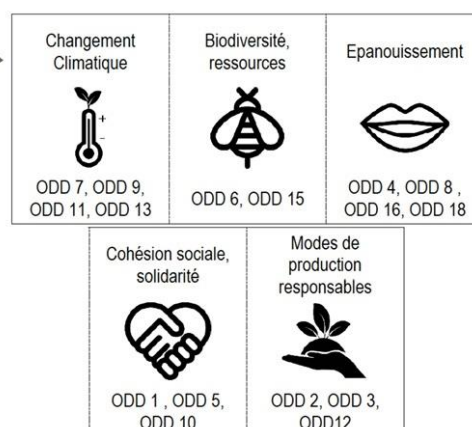 Changement
Climatique
+
-
ODD 7, ODD 9,
ODD 11, ODD 13
Biodiversité,
ressources
ODD 6, ODD 15
Epanouissement
ODD 4, ODD 8 ,
ODD 16, ODD 18
Cohésion sociale,
solidarité
ODD 1 , ODD 5,
ODD 10
Modes de
production
responsables
ODD 2, ODD 3,
ODD12